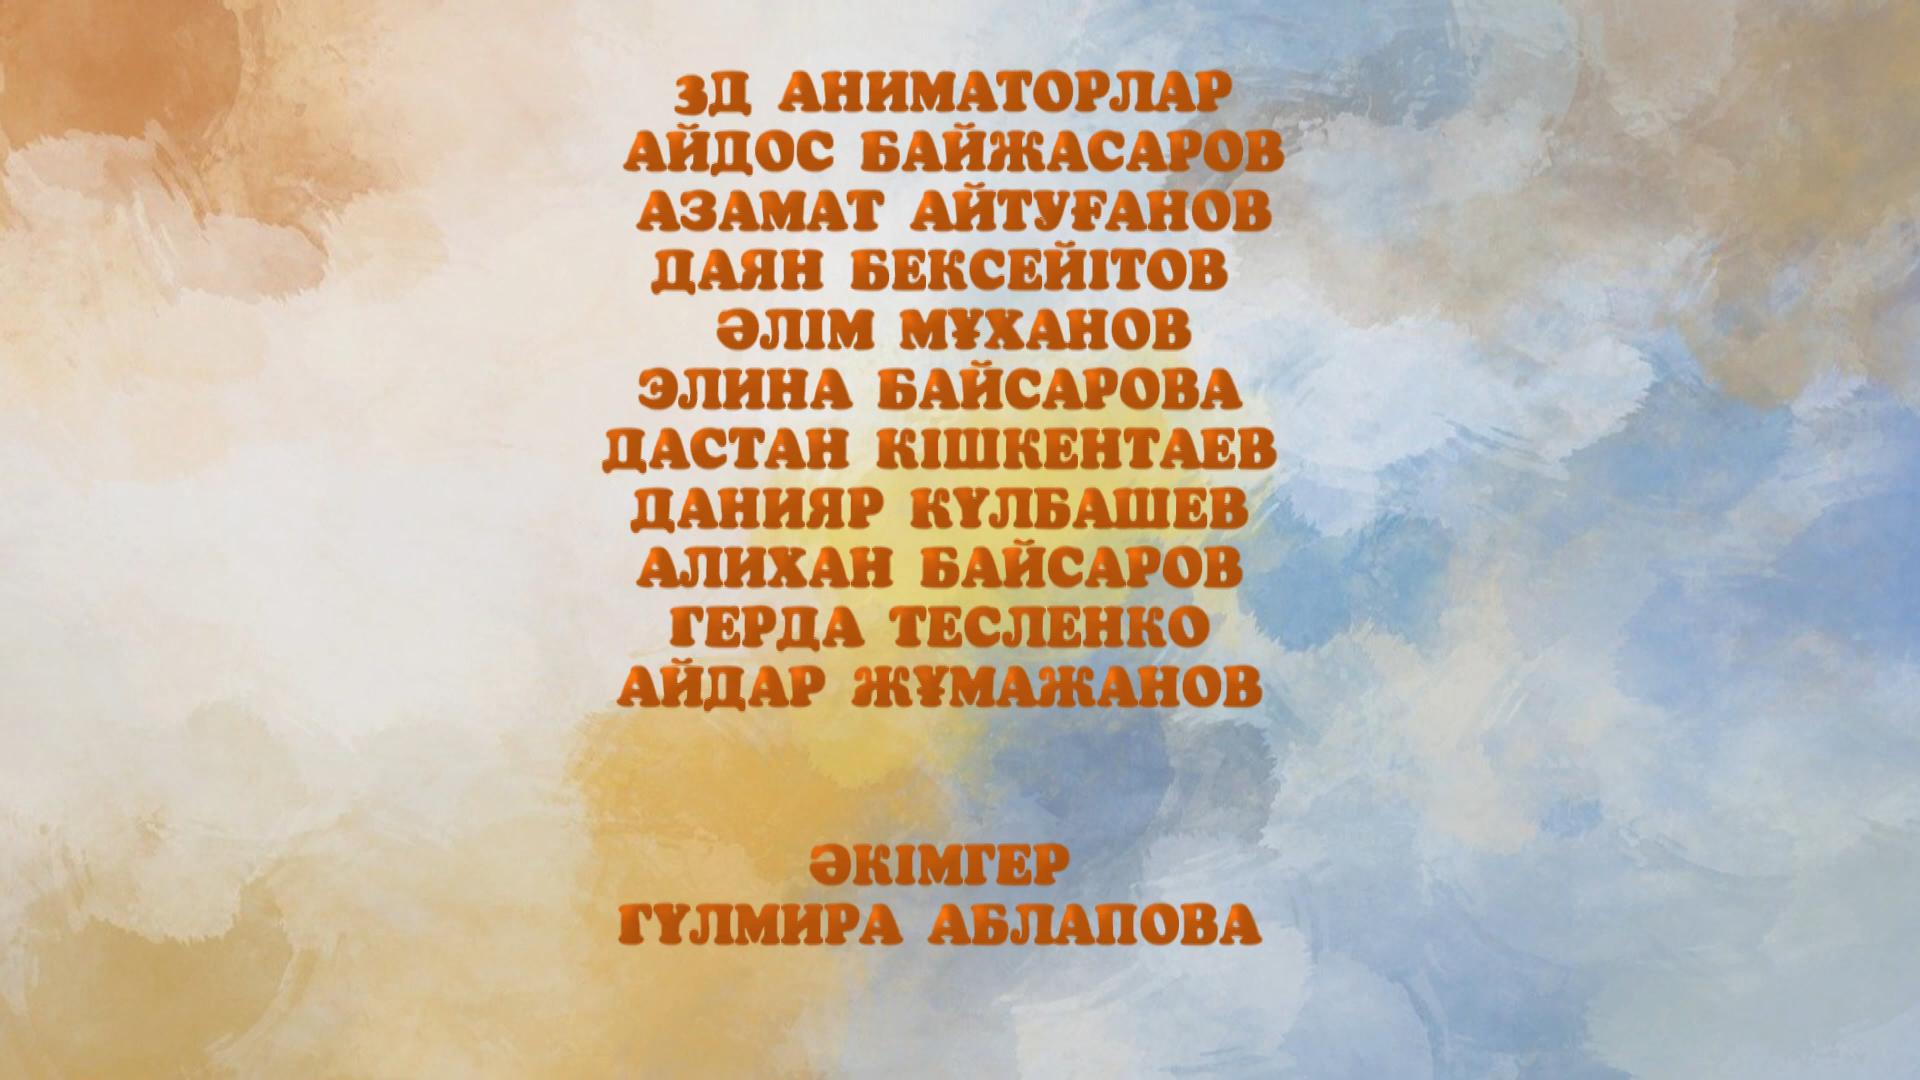 3Д АНИМАТОРЛАР
АЙДОС БАЙЖАСАРОВ
АЗАМАТ АЙТУҒАНОВ
ДАЯН БЕКСЕЙІТОВ
ӘЛІМ МҰХАНОВ
ЭЛИНА БАЙСАРОВА
ДАСТАН КІШКЕНТАЕВ
ДАНИЯР КҮЛБАШЕВ
АЛИХАН БАЙСАРОВ
ГЕРДА ТЕСЛЕНКО
АЙДАР ЖҰМАЖАНОВ
ӘКІМГЕР
ГҮЛМИРА АБЛАПОВА